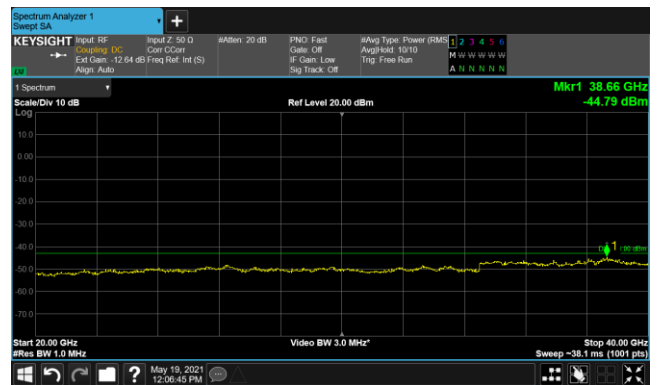 Spectrum Analyzer 1
Swept SA
KEYSIGHT
Input: RF
Coupling: DC
Ext Gain: -12.64 dB
Align: Auto
Input Z: 50 Ω
Corr CCorr
Freq Ref: Int (S)
#Atten: 20 dB
PNO: Fast
Gate: Off
IF Gain: Low
Sig Track: Off
#Avg Type: Power (RMS
Avg|Hold: 10/10
Trig: Free Run
1 2 3 4 5 6
M W W W W W
A N N N N N
1 Spectrum
Scale/Div 10 dB
Log
Ref Level 20.00 dBm
Mkr1 38.66 GHz
-44.79 dBm
10.0
0.00
-10.0
-20.0
-30.0
-40.0
-50.0
-60.0
-70.0
1
Start 20.00 GHz
#Res BW 1.0 MHz
Video BW 3.0 MHz*
Stop 40.00 GHz
Sweep ~38.1 ms (1001 pts)
May 19, 2021
12:06:45 PM